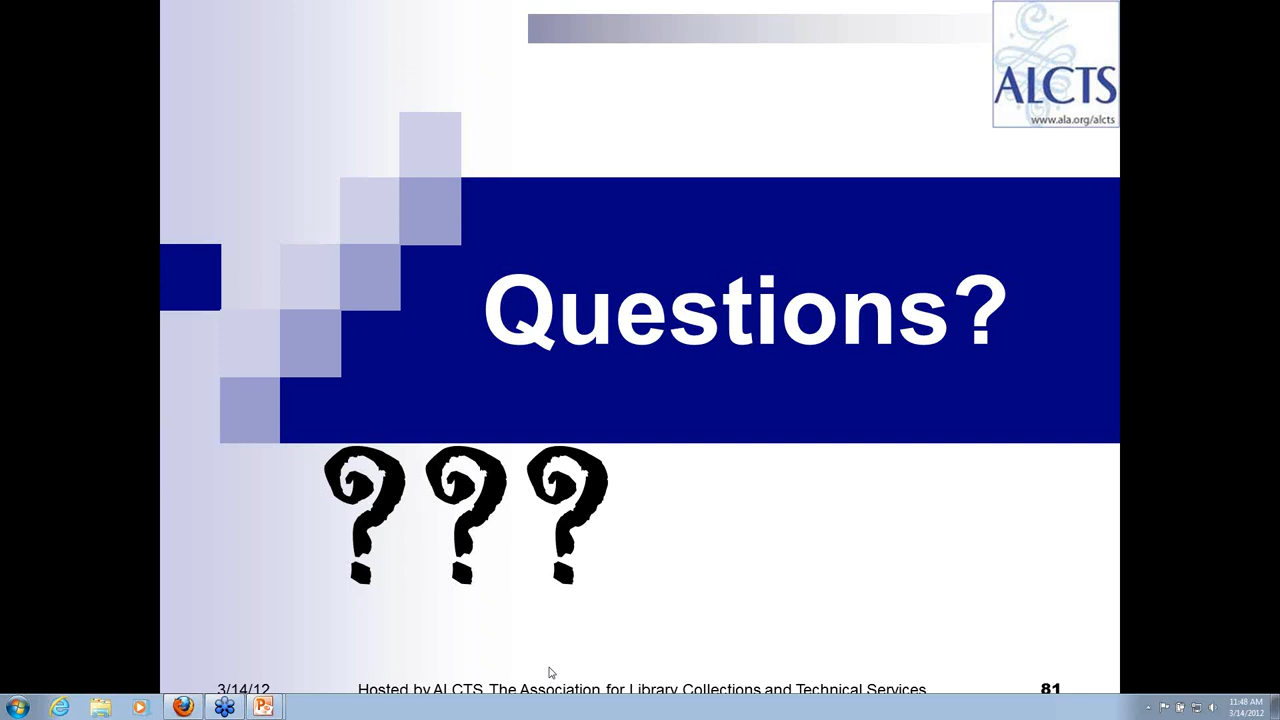 ALCTS
www.ala.org/alcts
Questions?
? ? ?
3/14/12 Hosted by ALCTS, The Association for Library Collections and Technical Services 81
11:48 AM
3/14/2012